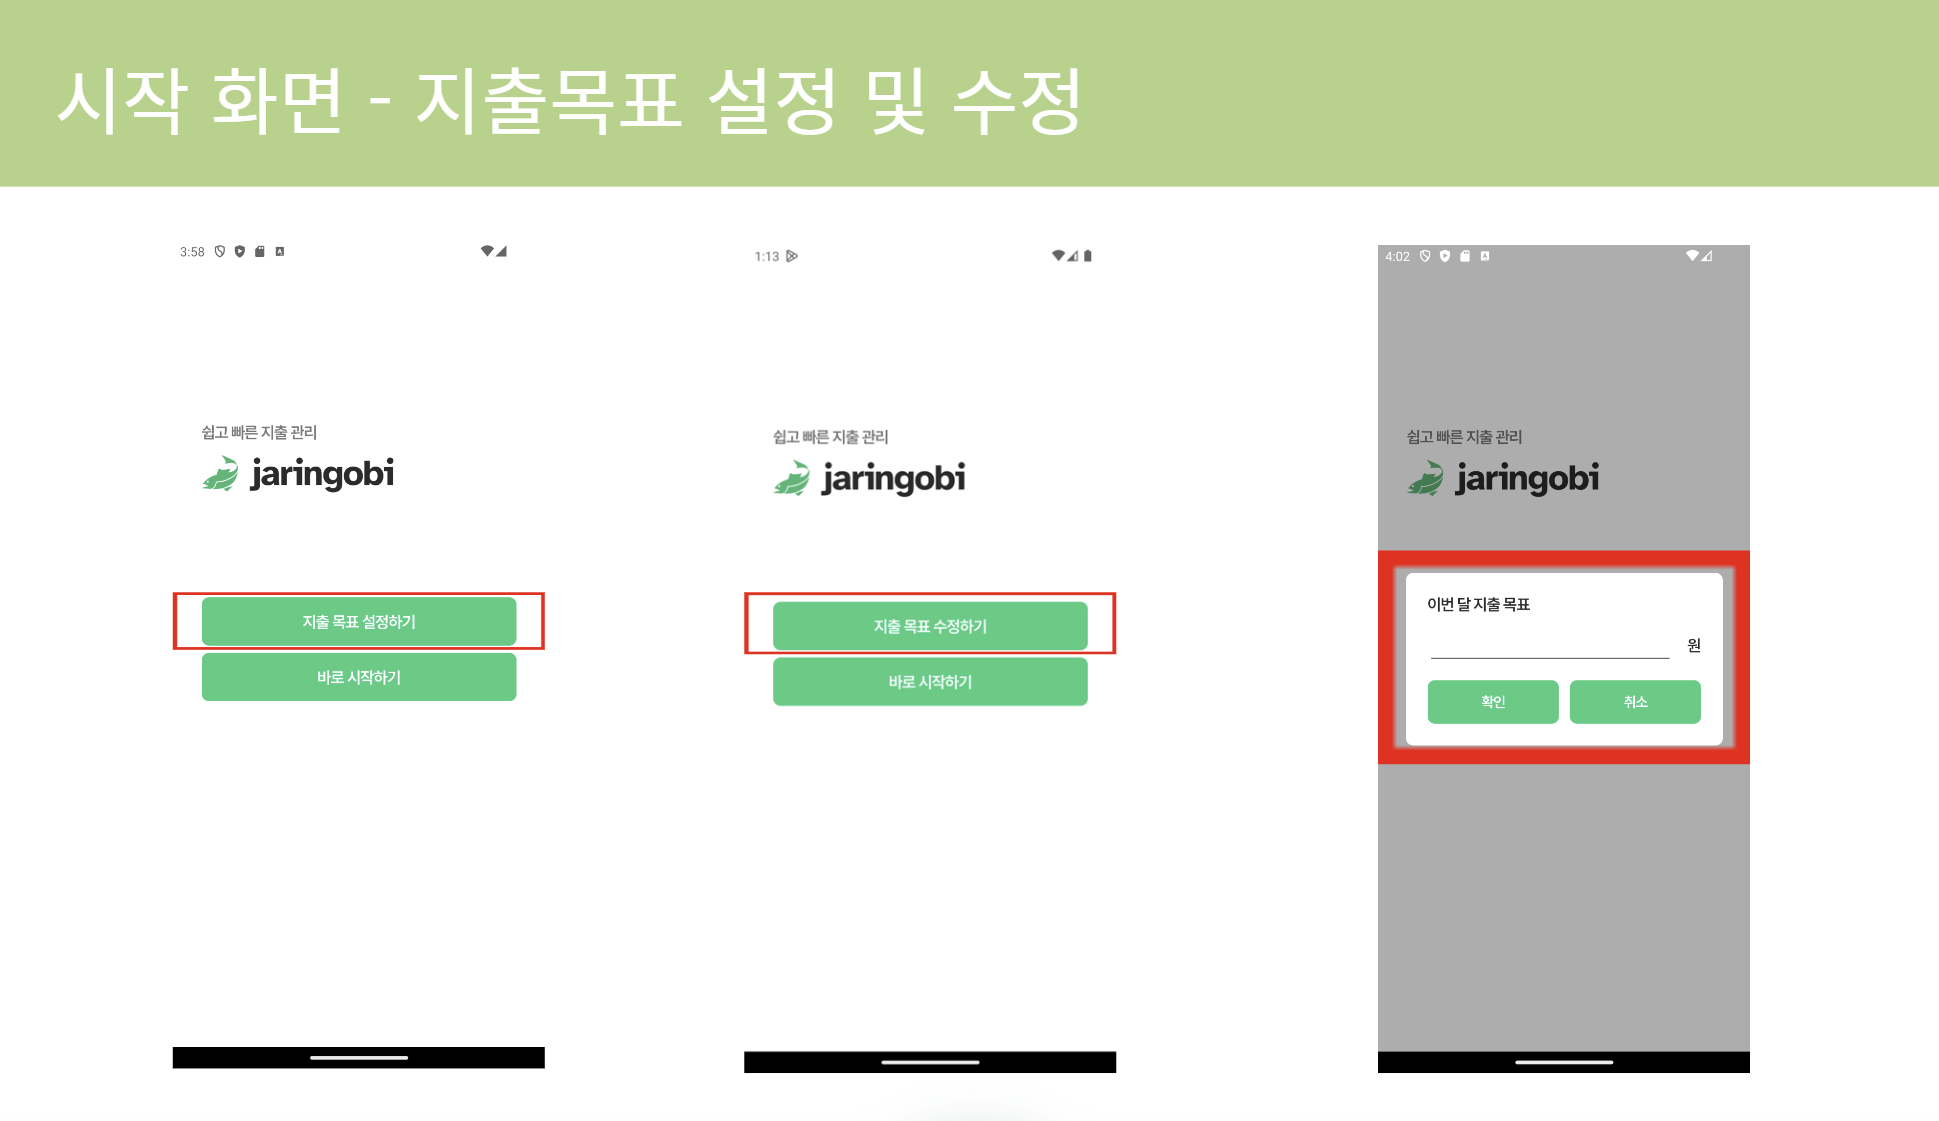 시작 화면 - 지출목표 설정 및 수정
3:58
쉽고 빠른 지출 관리
jaringobi
지출 목표 설정하기
바로 시작하기
1:13
쉽고 빠른 지출 관리
jaringobi
지출 목표 수정하기
바로 시작하기
4:02
쉽고 빠른 지출 관리
jaringobi
이번 달 지출 목표
원
확인 취소